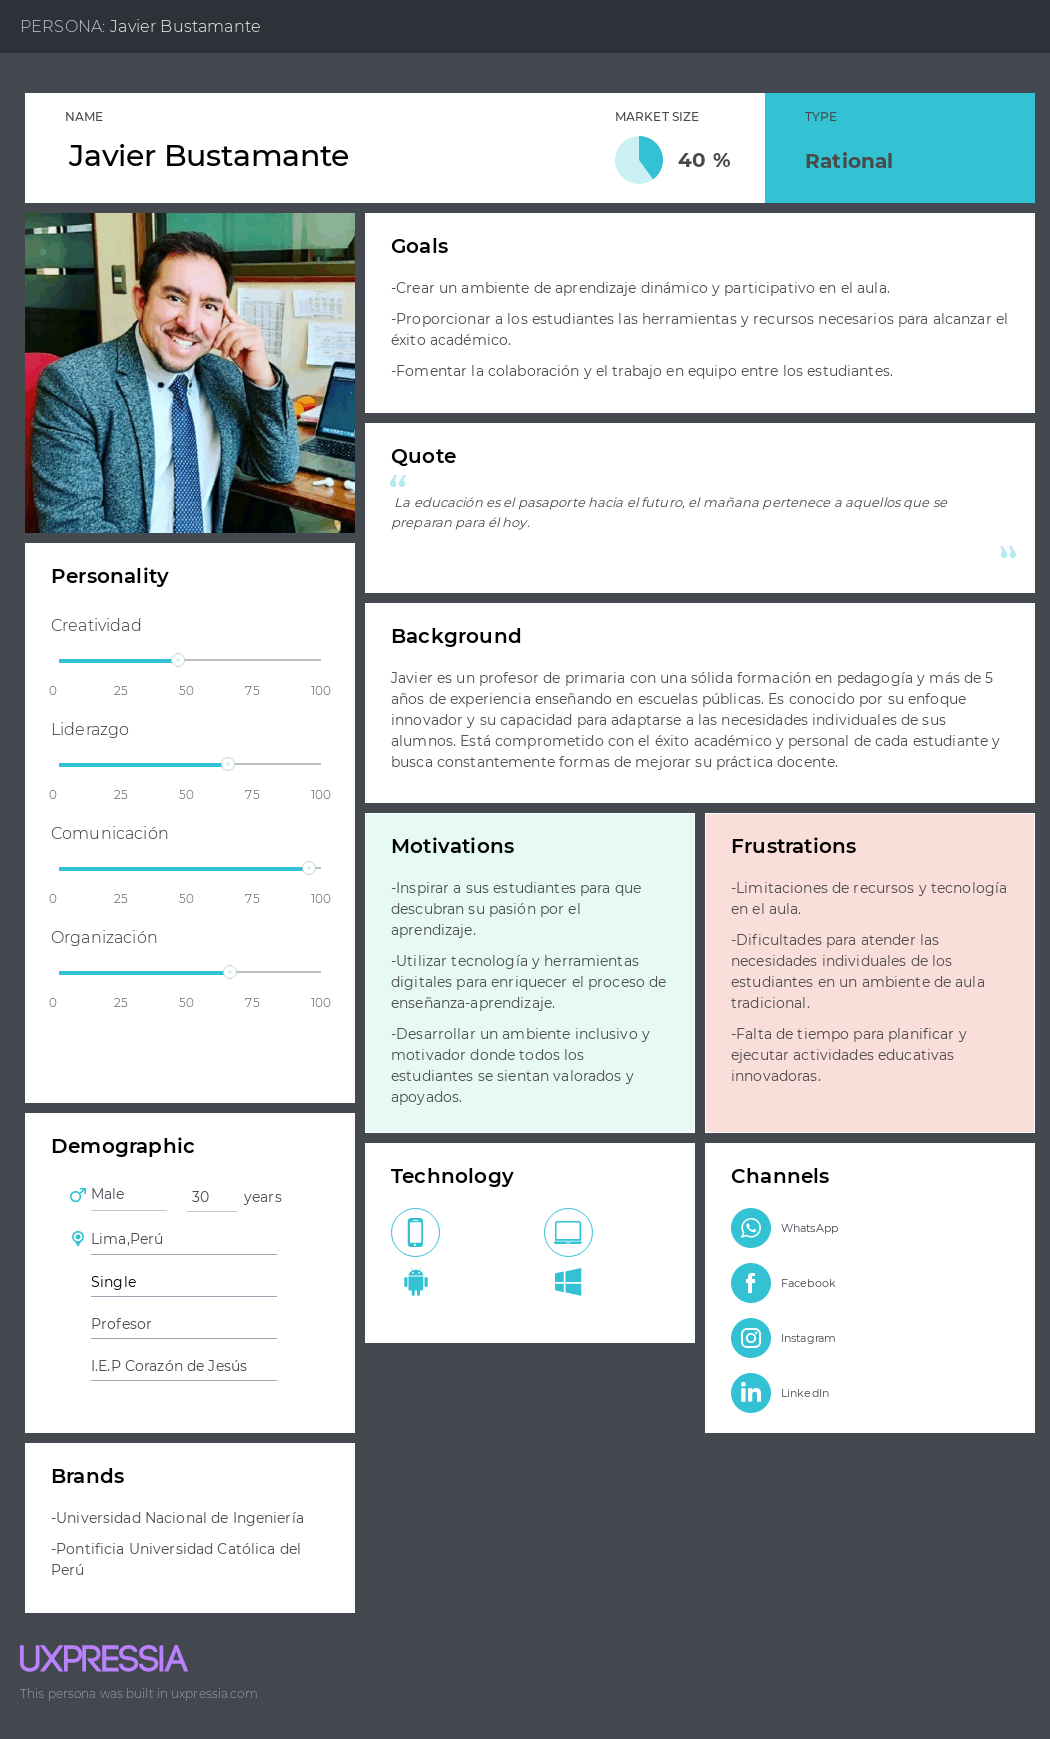 PERSONA: Javier Bustamante
NAME
Javier Bustamante
MARKET SIZE
40 %
TYPE
Rational
Goals
-Crear un ambiente de aprendizaje dinámico y participativo en el aula.
-Proporcionar a los estudiantes las herramientas y recursos necesarios para alcanzar el
éxito académico.
-Fomentar la colaboración y el trabajo en equipo entre los estudiantes.
Quote
“
La educación es el pasaporte hacia el futuro, el mañana pertenece a aquellos que se
preparan para él hoy.
”
Personality
Creatividad
0 25 50 75 100
Liderazgo
0 25 50 75 100
Comunicación
0 25 50 75 100
Organización
0 25 50 75 100
Background
Javier es un profesor de primaria con una sólida formación en pedagogía y más de 5
años de experiencia enseñando en escuelas públicas. Es conocido por su enfoque
innovador y su capacidad para adaptarse a las necesidades individuales de sus
alumnos. Está comprometido con el éxito académico y personal de cada estudiante y
busca constantemente formas de mejorar su práctica docente.
Motivations
-Inspirar a sus estudiantes para que
descubran su pasión por el
aprendizaje.
-Utilizar tecnología y herramientas
digitales para enriquecer el proceso de
enseñanza-aprendizaje.
-Desarrollar un ambiente inclusivo y
motivador donde todos los
estudiantes se sientan valorados y
apoyados.
Frustrations
-Limitaciones de recursos y tecnología
en el aula.
-Dificultades para atender las
necesidades individuales de los
estudiantes en un ambiente de aula
tradicional.
-Falta de tiempo para planificar y
ejecutar actividades educativas
innovadoras.
Demographic
Male 30 years
Lima,Perú
Single
Profesor
I.E.P Corazón de Jesús
Technology
Channels
WhatsApp
Facebook
Instagram
LinkedIn
Brands
-Universidad Nacional de Ingeniería
-Pontificia Universidad Católica del
Perú
UXPRESSIA
This persona was built in uxpressia.com